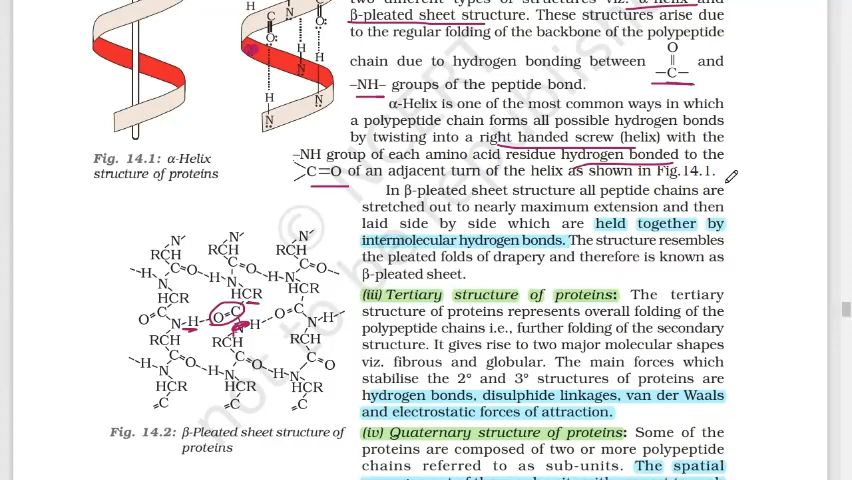 β-pleated sheet structure. These structures arise due
to the regular folding of the backbone of the polypeptide
O
||
chain due to hydrogen bonding between —C— and
–NH– groups of the peptide bond.
α-Helix is one of the most common ways in which
a polypeptide chain forms all possible hydrogen bonds
by twisting into a right handed screw (helix) with the
–NH group of each amino acid residue hydrogen bonded to the
C=O of an adjacent turn of the helix as shown in Fig.14.1.
Fig. 14.1: α-Helix
structure of proteins
In β-pleated sheet structure all peptide chains are
stretched out to nearly maximum extension and then
laid side by side which are held together by
intermolecular hydrogen bonds. The structure resembles
the pleated folds of drapery and therefore is known as
β-pleated sheet.
(iii) Tertiary structure of proteins: The tertiary
structure of proteins represents overall folding of the
polypeptide chains i.e., further folding of the secondary
structure. It gives rise to two major molecular shapes
viz. fibrous and globular. The main forces which
stabilise the 2° and 3° structures of proteins are
hydrogen bonds, disulphide linkages, van der Waals
and electrostatic forces of attraction.
Fig. 14.2: β-Pleated sheet structure of
proteins
(iv) Quaternary structure of proteins: Some of the
proteins are composed of two or more polypeptide
chains referred to as sub-units. The spatial